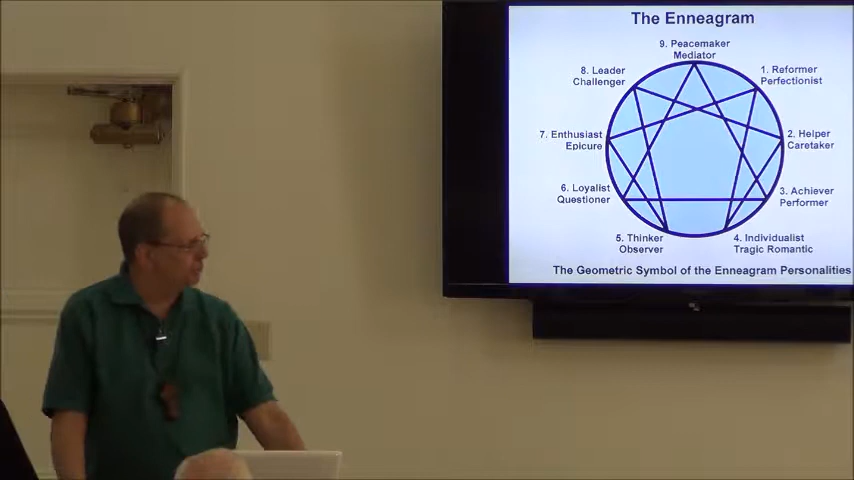 The Enneagram
9. Peacemaker
Mediator
8. Leader
Challenger
1. Reformer
Perfectionist
7. Enthusiast
Epicure
2. Helper
Caretaker
6. Loyalist
Questioner
3. Achiever
Performer
5. Thinker
Observer
4. Individualist
Tragic Romantic
The Geometric Symbol of the Enneagram Personalities